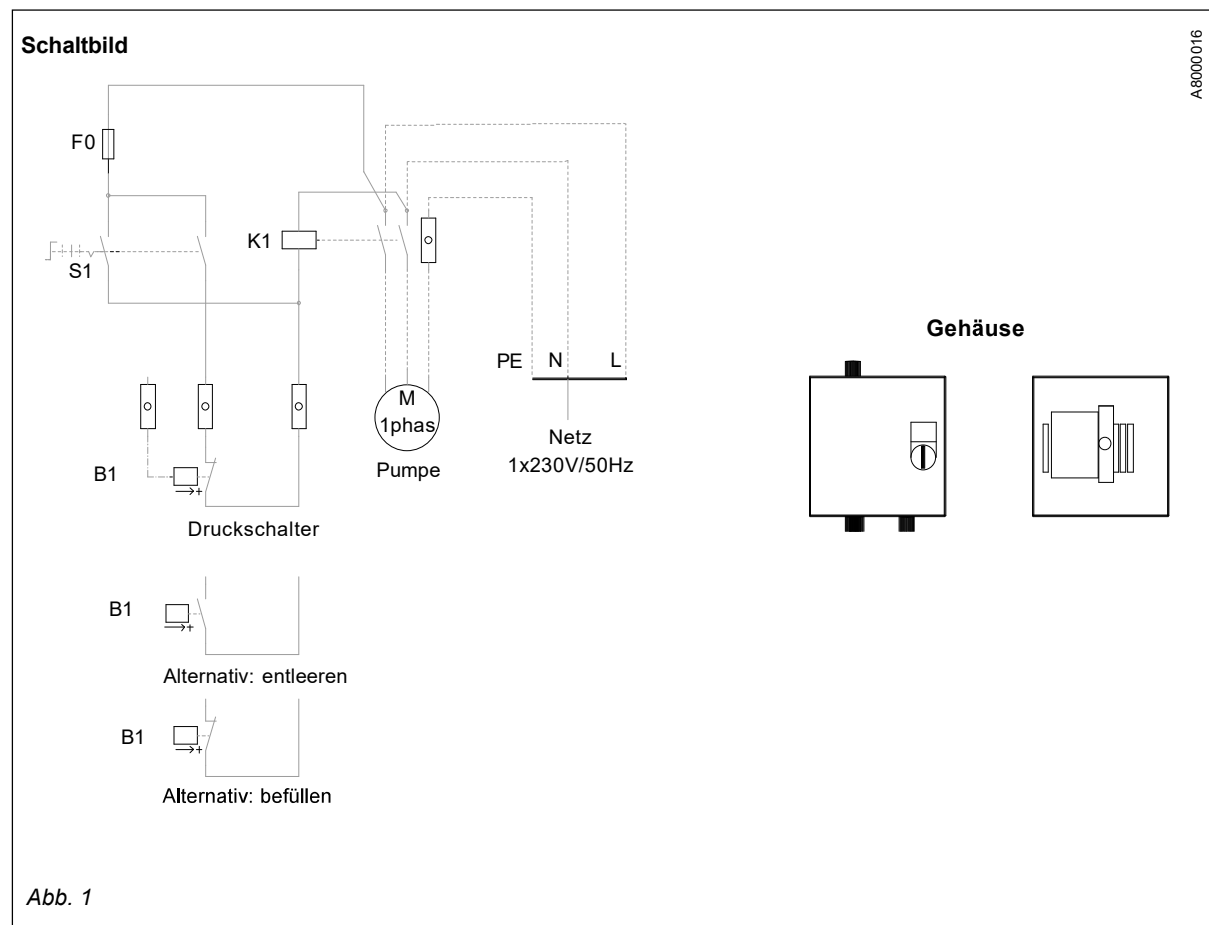 Schaltbild
A8000016
F0
K1
S1
Gehäuse
PE N L
M
1phas
Netz
1x230V/50Hz
Pumpe
B1
+
Druckschalter
B1
+
Alternativ: entleeren
B1
+
Alternativ: befüllen
Abb. 1